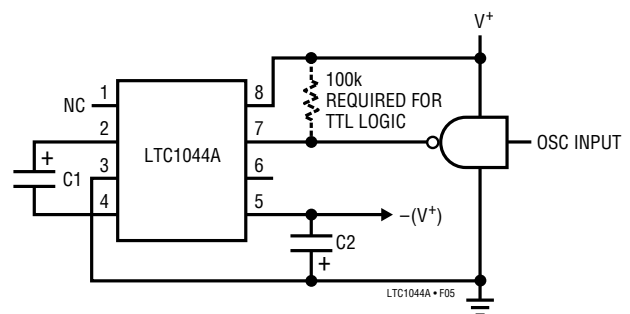 V+
100k
REQUIRED FOR
TTL LOGIC
NC
1
2
3
4
LTC1044A
8
7
6
5
OSC INPUT
+
C1
–(V+)
C2
+
LTC1044A • F05